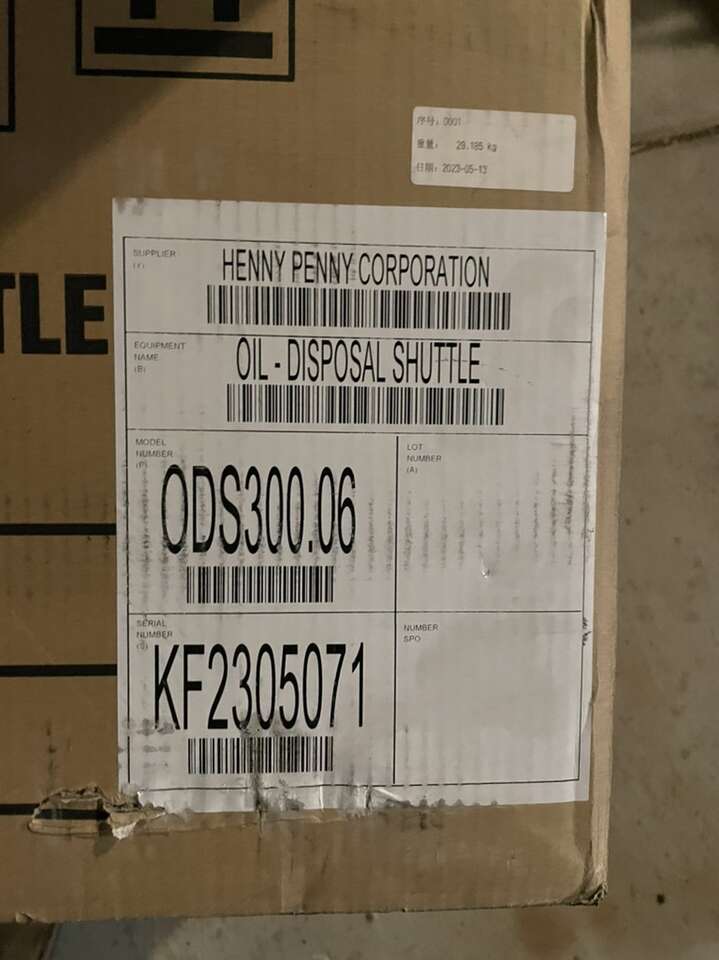 序号: 0001
重量: 29.185 kg
日期: 2023-05-13
SUPPLIER
(V)
HENNY PENNY CORPORATION
EQUIPMENT
NAME
(B)
OIL - DISPOSAL SHUTTLE
TLE
MODEL
NUMBER
(P)
ODS300.06
LOT
NUMBER
(A)
SERIAL
NUMBER
(S)
KF2305071
NUMBER
SPO